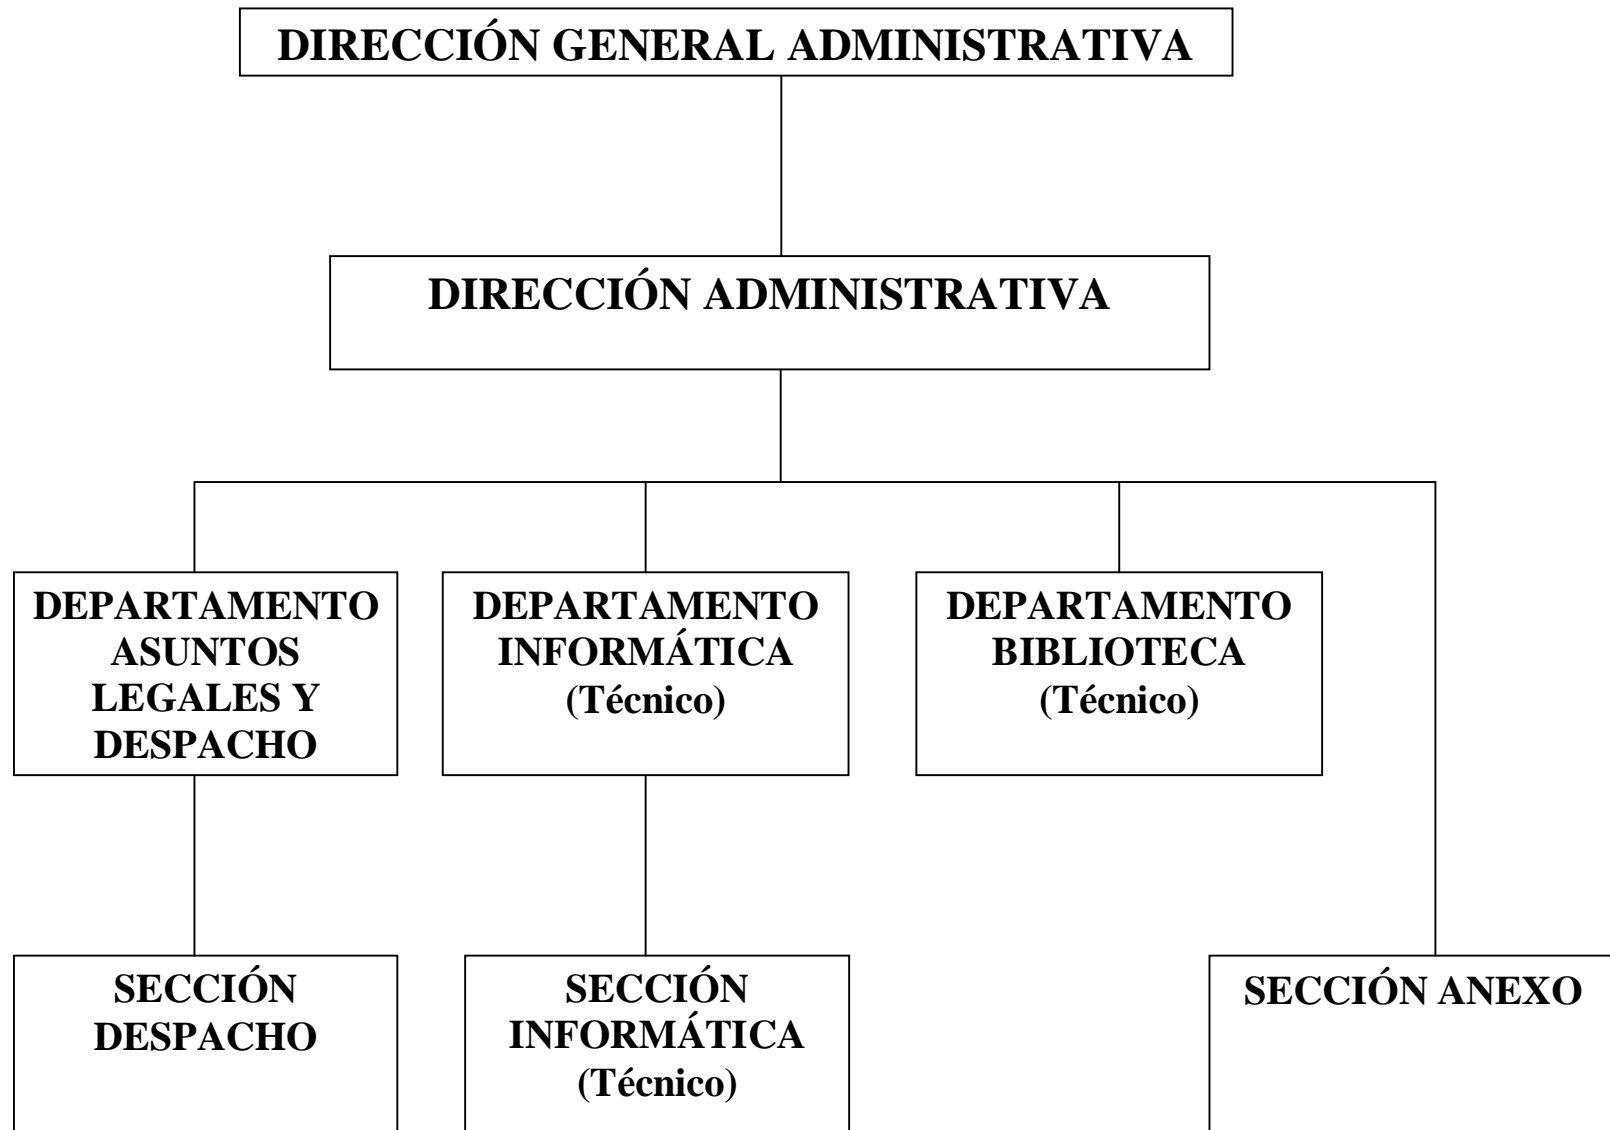 DIRECCIÓN GENERAL ADMINISTRATIVA
DIRECCIÓN ADMINISTRATIVA
DEPARTAMENTO
ASUNTOS
LEGALES Y
DESPACHO
DEPARTAMENTO
INFORMÁTICA
(Técnico)
DEPARTAMENTO
BIBLIOTECA
(Técnico)
SECCIÓN
DESPACHO
SECCIÓN
INFORMÁTICA
(Técnico)
SECCIÓN ANEXO